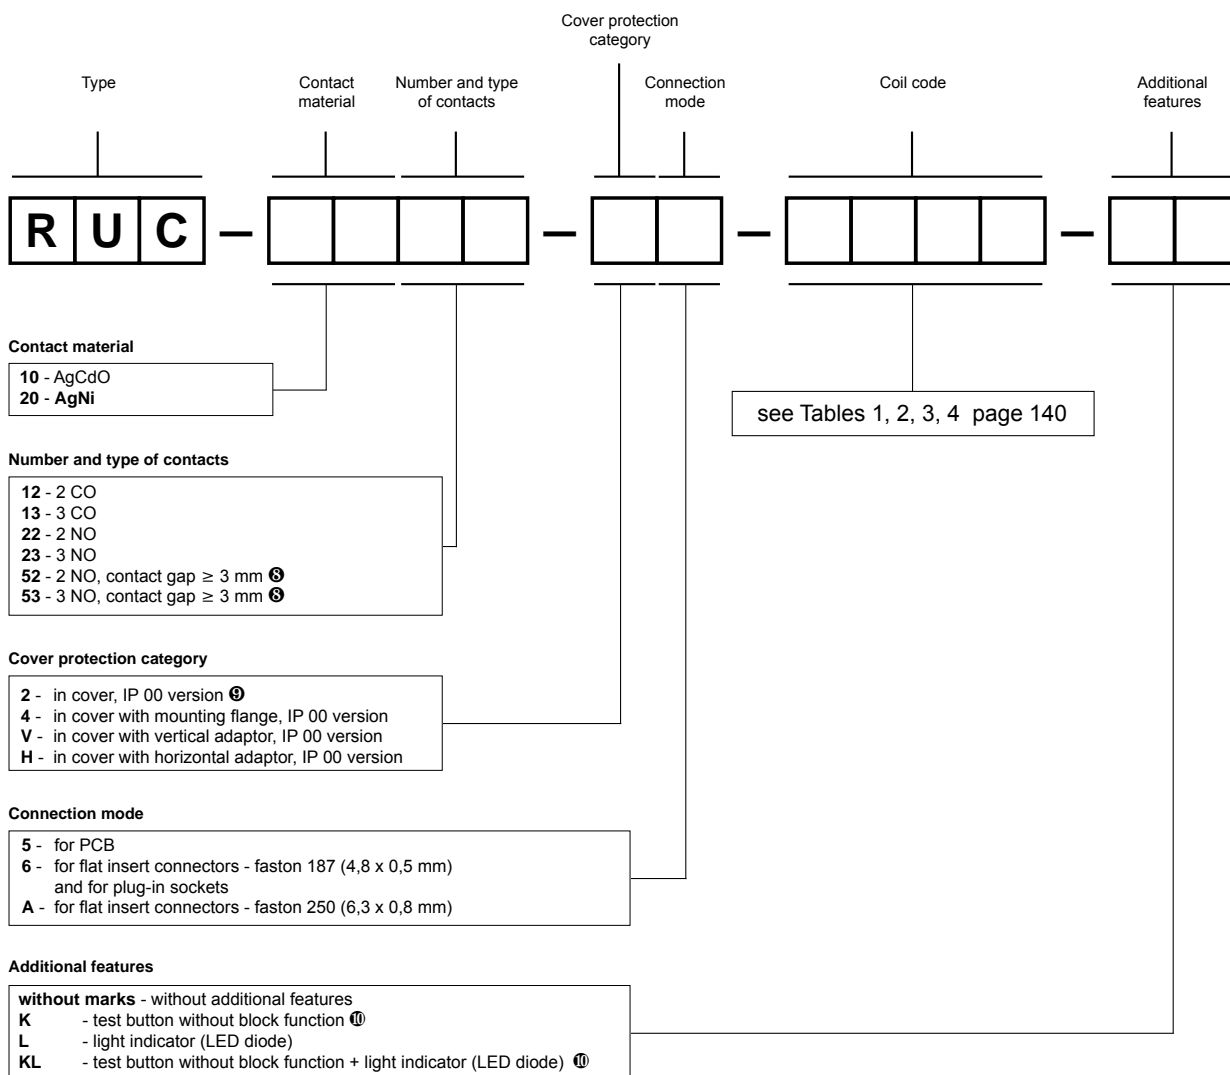 Cover protection
category
Type
Contact
material
Number and type
of contacts
Connection
mode
Coil code
Additional
features
R U C – – – –
Contact material
10 - AgCdO
20 - AgNi
see Tables 1, 2, 3, 4 page 140
Number and type of contacts
12 - 2 CO
13 - 3 CO
22 - 2 NO
23 - 3 NO
52 - 2 NO, contact gap ≥ 3 mm ❽
53 - 3 NO, contact gap ≥ 3 mm ❽
Cover protection category
2 - in cover, IP 00 version ❾
4 - in cover with mounting flange, IP 00 version
V - in cover with vertical adaptor, IP 00 version
H - in cover with horizontal adaptor, IP 00 version
Connection mode
5 - for PCB
6 - for flat insert connectors - faston 187 (4,8 x 0,5 mm)
and for plug-in sockets
A - for flat insert connectors - faston 250 (6,3 x 0,8 mm)
Additional features
without marks - without additional features
K - test button without block function ❿
L - light indicator (LED diode)
KL - test button without block function + light indicator (LED diode) ❿